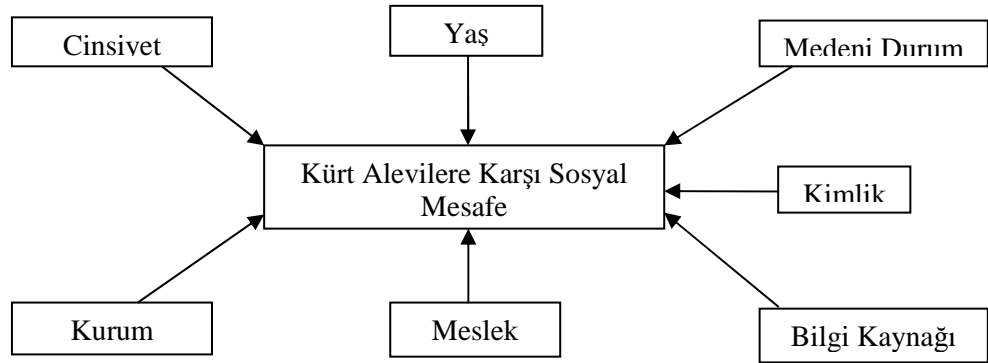 Cinsiyet
Yaş
Medeni Durum
Kürt Alevilere Karşı Sosyal
Mesafe
Kimlik
Kurum
Meslek
Bilgi Kaynağı